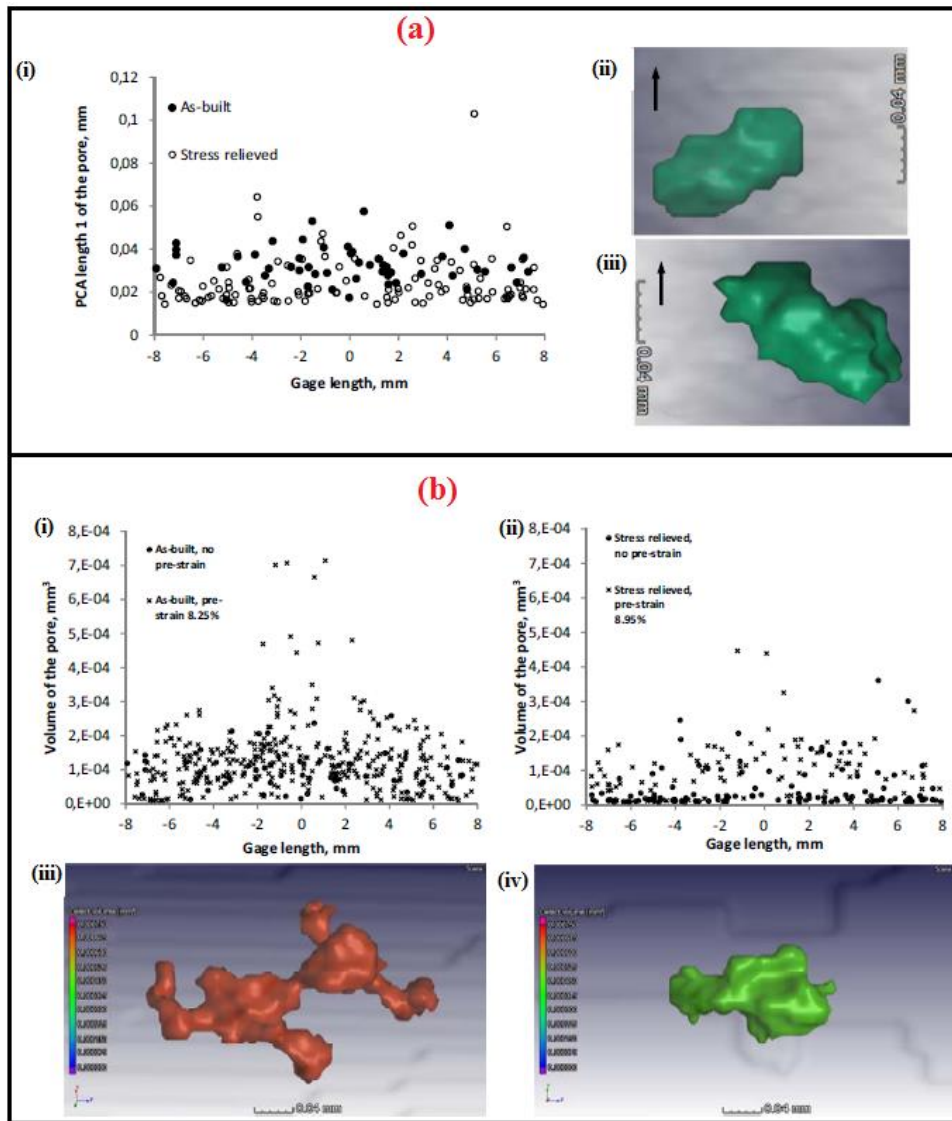 (a)
(i)
PCA length 1 of the pore, mm
0,12
0,1
0,08
0,06
0,04
0,02
0
As-built
Stress relieved
-8 -6 -4 -2 0 2 4 6 8
Gage length, mm
(ii)
0.04 mm
(iii)
0.04 mm
(b)
(i)
Volume of the pore, mm³
8,E-04
7,E-04
6,E-04
5,E-04
4,E-04
3,E-04
2,E-04
1,E-04
0,E+00
As-built, no
pre-strain
As-built, pre-
strain 8.25%
-8 -6 -4 -2 0 2 4 6 8
Gage length, mm
(ii)
Volume of the pore, mm³
8,E-04
7,E-04
6,E-04
5,E-04
4,E-04
3,E-04
2,E-04
1,E-04
0,E+00
Stress relieved,
no pre-strain
Stress relieved,
pre-strain
8.95%
-8 -6 -4 -2 0 2 4 6 8
Gage length, mm
(iii)
0.04 mm
(iv)
0.04 mm